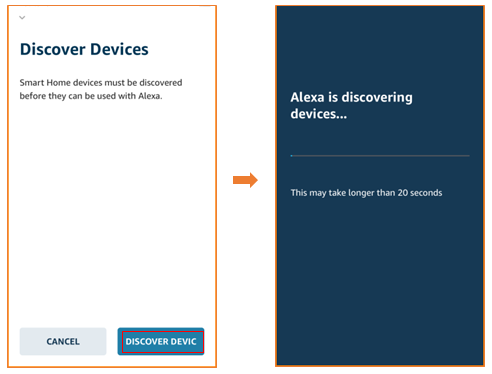 Discover Devices
Smart Home devices must be discovered
before they can be used with Alexa.
CANCEL
DISCOVER DEVIC
Alexa is discovering
devices...
This may take longer than 20 seconds